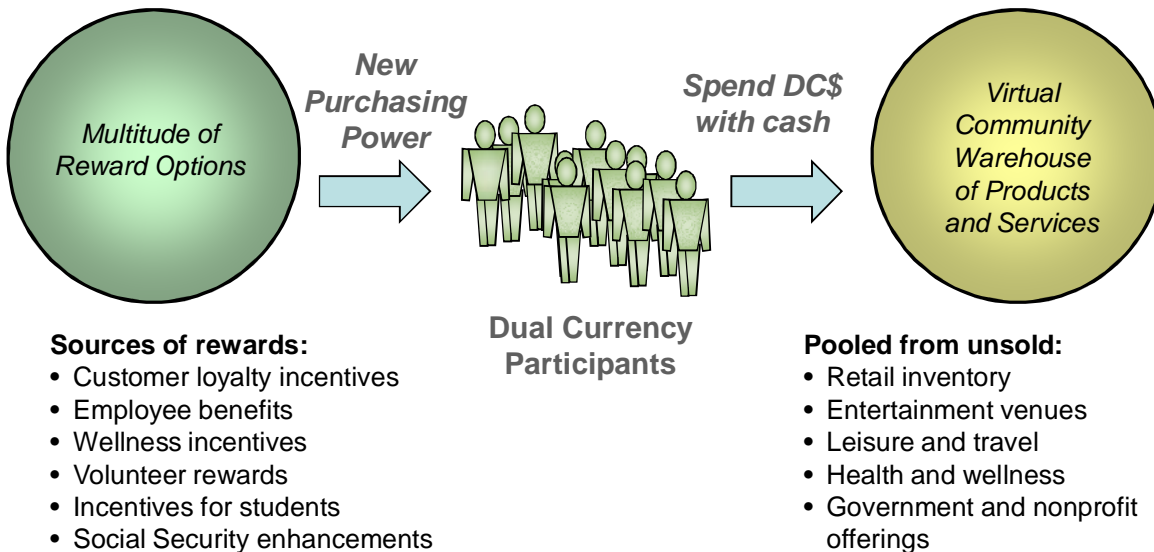 Multitude of
Reward Options
New
Purchasing
Power
Spend DC$
with cash
Virtual
Community
Warehouse
of Products
and Services
Dual Currency
Participants
Sources of rewards:
• Customer loyalty incentives
• Employee benefits
• Wellness incentives
• Volunteer rewards
• Incentives for students
• Social Security enhancements
Pooled from unsold:
• Retail inventory
• Entertainment venues
• Leisure and travel
• Health and wellness
• Government and nonprofit
offerings